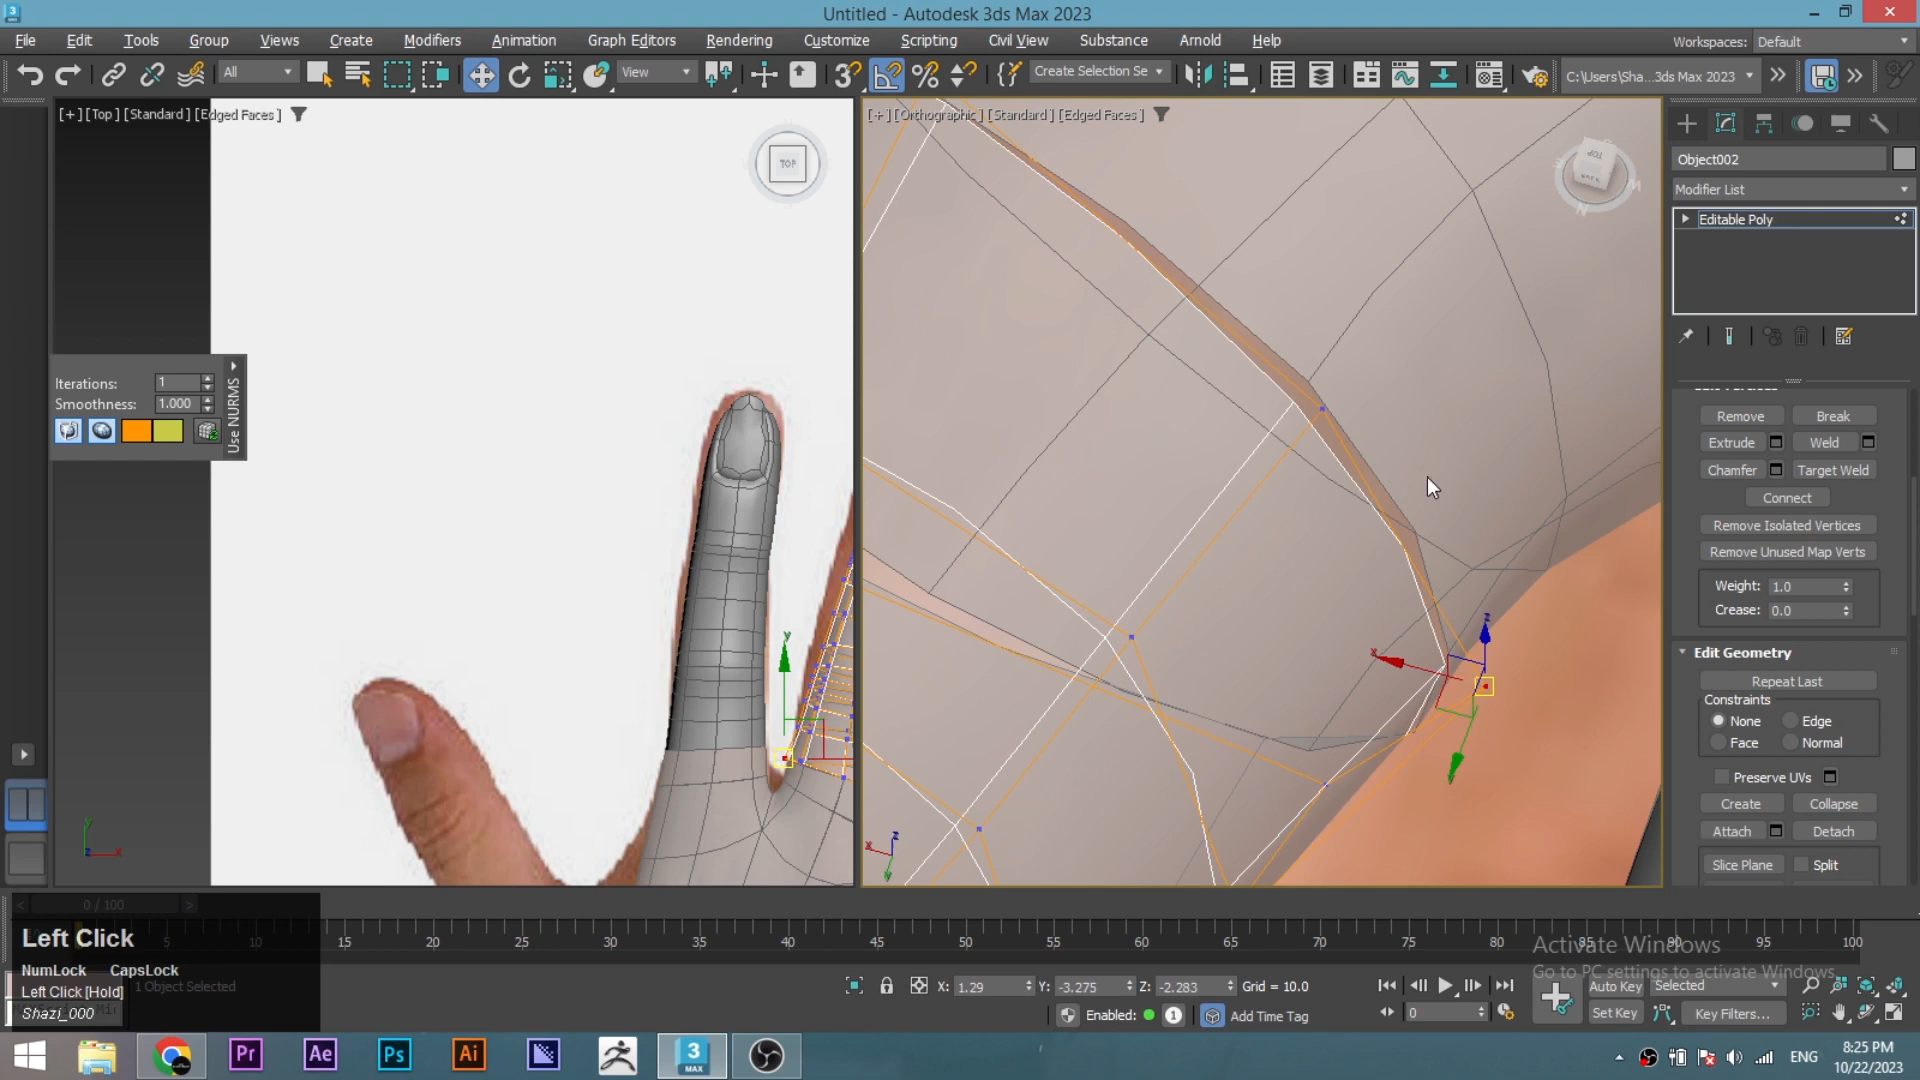 Untitled - Autodesk 3ds Max 2023
File Edit Tools Group Views Create Modifiers Animation Graph Editors Rendering Customize Scripting Civil View Substance Arnold Help
Workspaces: Default
All
View
Create Selection Se
C:\Users\Sha...3ds Max 2023
[+] [Top] [Standard] [Edged Faces]
[+] [Orthographic] [Standard] [Edged Faces]
TOP
TOP
Object002
Modifier List
Editable Poly
Iterations: 1
Smoothness: 1.000
Use NURMS
Remove Break
Extrude Weld
Chamfer Target Weld
Connect
Remove Isolated Vertices
Remove Unused Map Verts
Weight: 1.0
Crease: 0.0
Edit Geometry
Repeat Last
Constraints
None Edge
Face Normal
Preserve UVs
Create Collapse
Attach Detach
Slice Plane Split
y
x
z
0 / 100
5 10 15 20 25 30 35 40 45 50 55 60 65 70 75 80 85 90 95 100
Left Click
NumLock CapsLock
Left Click [Hold]
Shazi_000
1 Object Selected
X: 1.29 Y: -3.275 Z: -2.283 Grid = 10.0
Enabled: 1 Add Time Tag
0
Activate Windows
Go to PC settings to activate Windows.
Auto Key Selected
Set Key Key Filters...
Pr Ae Ps Ai 3 MAX
ENG
8:25 PM
10/22/2023